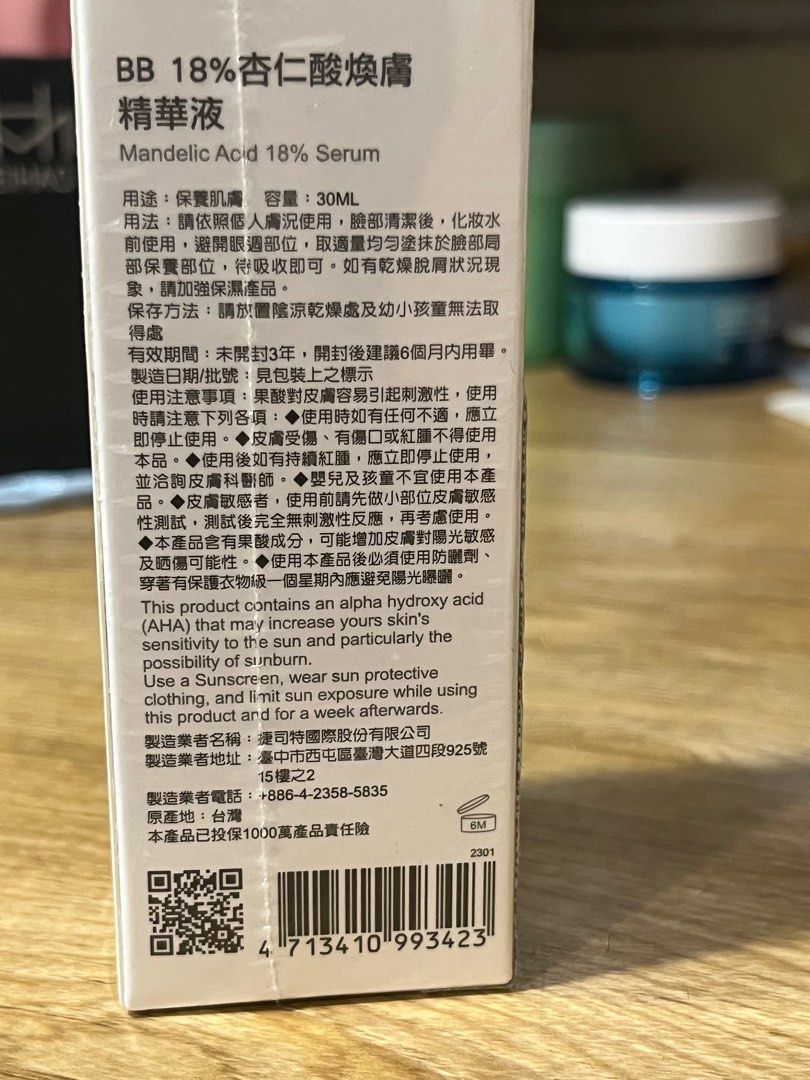 BB 18%杏仁酸煥膚
精華液
Mandelic Acid 18% Serum
用途：保養肌膚 容量：30ML
用法：請依照個人膚況使用，臉部清潔後，化妝水
前使用，避開眼週部位，取適量均勻塗抹於臉部局
部保養部位，待吸收即可。如有乾燥脫屑狀況現
象，請加強保濕產品。
保存方法：請放置陰涼乾燥處及幼小孩童無法取
得處
有效期間：未開封3年，開封後建議6個月內用畢。
製造日期/批號：見包裝上之標示
使用注意事項：果酸對皮膚容易引起刺激性，使用
時請注意下列各項：◆使用時如有任何不適，應立
即停止使用。◆皮膚受傷、有傷口或紅腫不得使用
本品。◆使用後如有持續紅腫，應立即停止使用，
並洽詢皮膚科醫師。◆嬰兒及孩童不宜使用本產
品。◆皮膚敏感者，使用前請先做小部位皮膚敏感
性測試，測試後完全無刺激性反應，再考慮使用。
◆本產品含有果酸成分，可能增加皮膚對陽光敏感
及晒傷可能性。◆使用本產品後必須使用防曬劑、
穿著有保護衣物級一個星期內應避免陽光曝曬。
This product contains an alpha hydroxy acid
(AHA) that may increase yours skin's
sensitivity to the sun and particularly the
possibility of sunburn.
Use a Sunscreen, wear sun protective
clothing, and limit sun exposure while using
this product and for a week afterwards.
製造業者名稱：捷司特國際股份有限公司
製造業者地址：臺中市西屯區臺灣大道四段925號
15樓之2
製造業者電話：+886-4-2358-5835
原產地：台灣
本產品已投保1000萬產品責任險
6M
2301
4 713410 993423